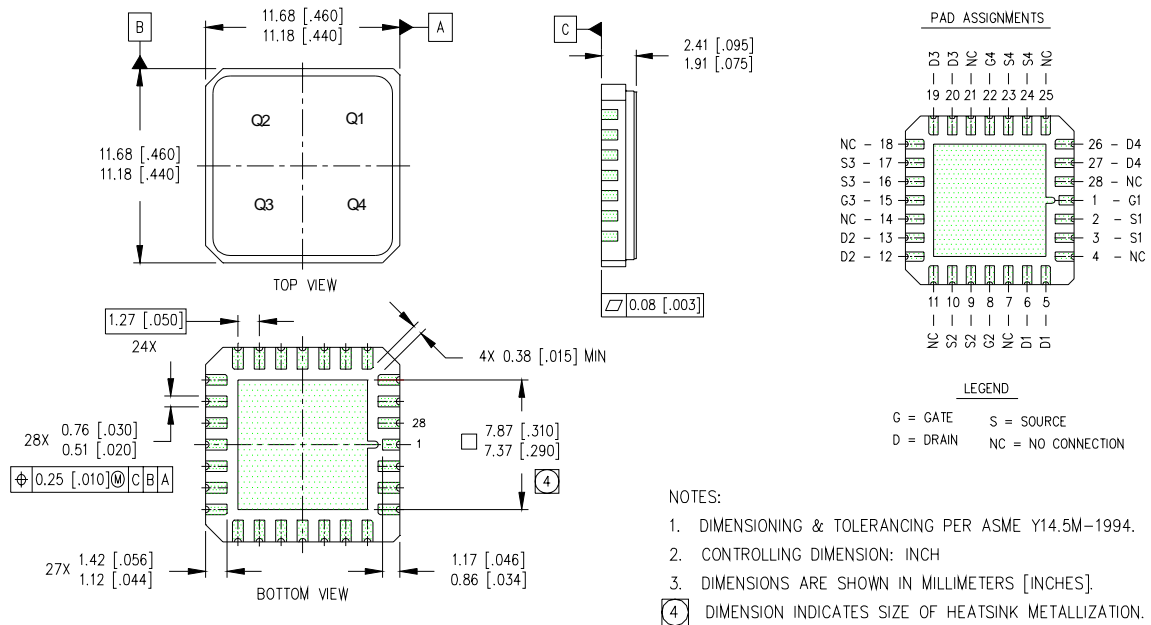 11.68 [.460]
11.18 [.440]
B
A
C
2.41 [.095]
1.91 [.075]
11.68 [.460]
11.18 [.440]
Q2
Q1
Q3
Q4
TOP VIEW
0.08 [.003]
PAD ASSIGNMENTS
D3
D3
NC
G4
S4
S4
NC
19
20
21
22
23
24
25
NC - 18
S3 - 17
S3 - 16
G3 - 15
NC - 14
D2 - 13
D2 - 12
26 - D4
27 - D4
28 - NC
1 - G1
2 - S1
3 - S1
4 - NC
11
10
9
8
7
6
5
NC
S2
S2
G2
NC
D1
D1
LEGEND
G = GATE
S = SOURCE
D = DRAIN
NC = NO CONNECTION
1.27 [.050]
24X
4X 0.38 [.015] MIN
28X 0.76 [.030]
0.51 [.020]
⌖ 0.25 [.010] Ⓜ C B A
28
1
7.87 [.310]
7.37 [.290]
4
27X 1.42 [.056]
1.12 [.044]
1.17 [.046]
0.86 [.034]
BOTTOM VIEW
NOTES:
1. DIMENSIONING & TOLERANCING PER ASME Y14.5M-1994.
2. CONTROLLING DIMENSION: INCH
3. DIMENSIONS ARE SHOWN IN MILLIMETERS [INCHES].
4 DIMENSION INDICATES SIZE OF HEATSINK METALLIZATION.